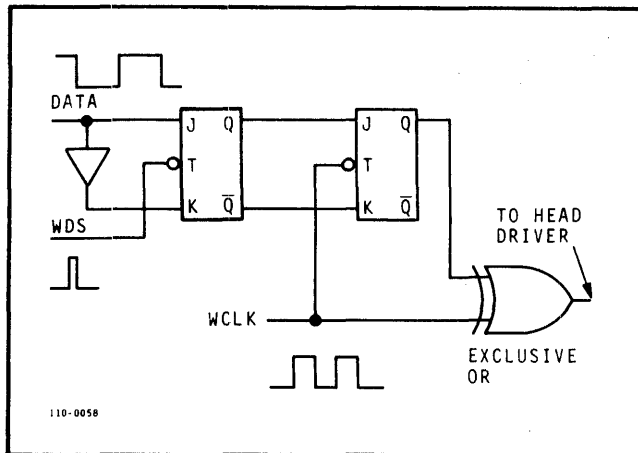 DATA
J Q
T
K Q̅
WDS
J Q
T
K Q̅
WCLK
TO HEAD
DRIVER
EXCLUSIVE
OR
110-0058